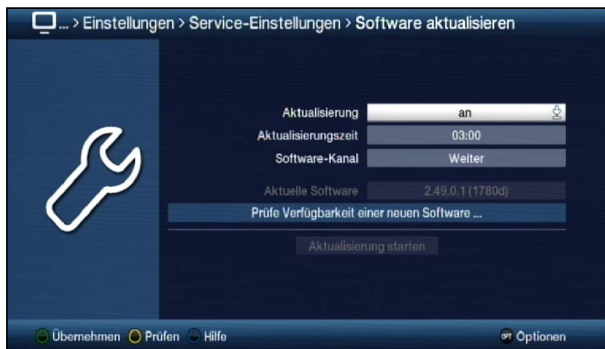 ... > Einstellungen > Service-Einstellungen > Software aktualisieren
Aktualisierung an
Aktualisierungszeit 03:00
Software-Kanal Weiter
Aktuelle Software 2.49.0.1 (1780d)
Prüfe Verfügbarkeit einer neuen Software ...
Aktualisierung starten
Übernehmen Prüfen Hilfe OPT Optionen